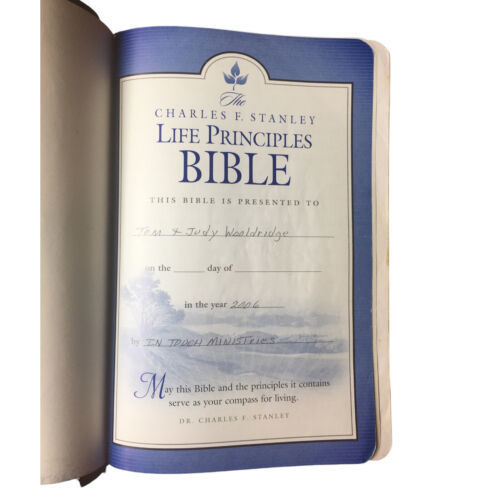 The
CHARLES F. STANLEY
LIFE PRINCIPLES
BIBLE
THIS BIBLE IS PRESENTED TO
Tom & Judy Wooldridge
on the ______ day of ______________
in the year 2006
by IN TOUCH MINISTRIES
May this Bible and the principles it contains
serve as your compass for living.
DR. CHARLES F. STANLEY